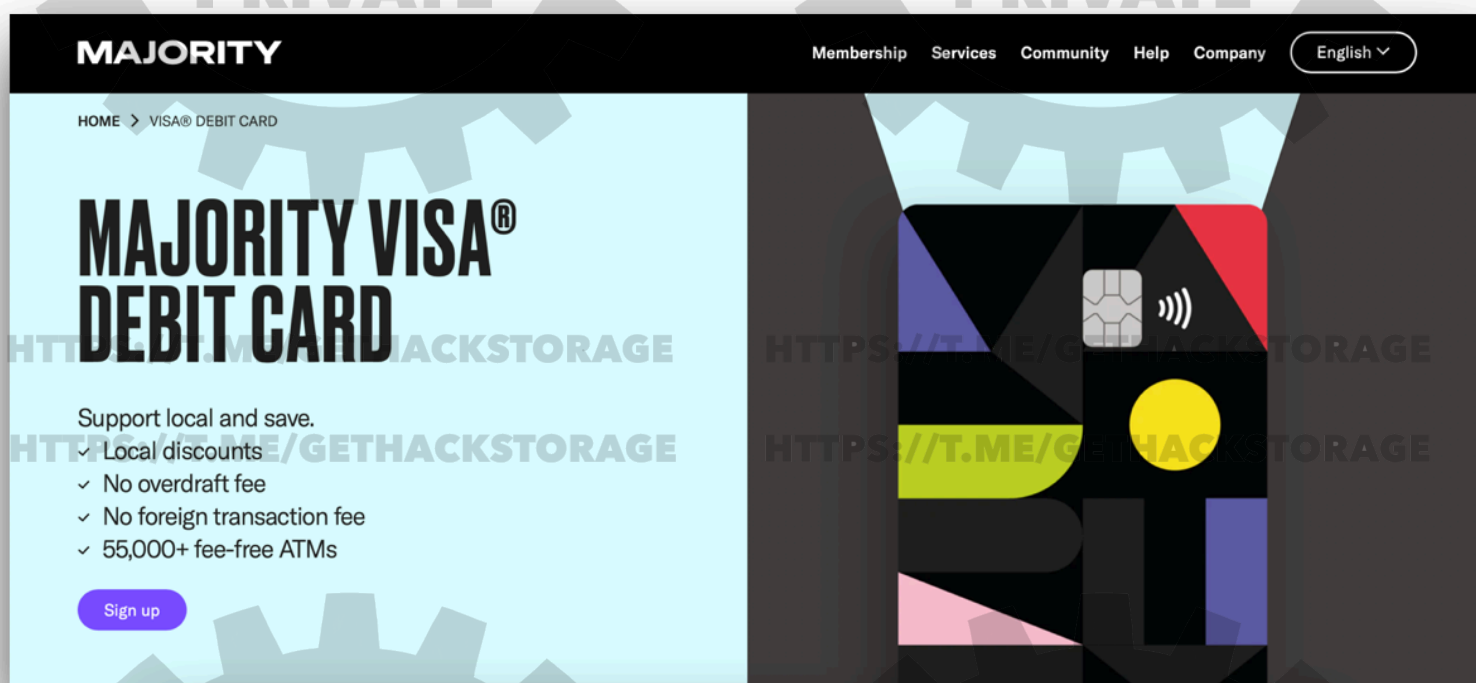 PRIVATE PRIVATE
MAJORITY
Membership Services Community Help Company English
HOME > VISA® DEBIT CARD
MAJORITY VISA®
DEBIT CARD
HTTPS://T.ME/GETHACKSTORAGE HTTPS://T.ME/GETHACKSTORAGE
Support local and save.
Local discounts
HTTPS://T.ME/GETHACKSTORAGE HTTPS://T.ME/GETHACKSTORAGE
No overdraft fee
No foreign transaction fee
55,000+ fee-free ATMs
Sign up